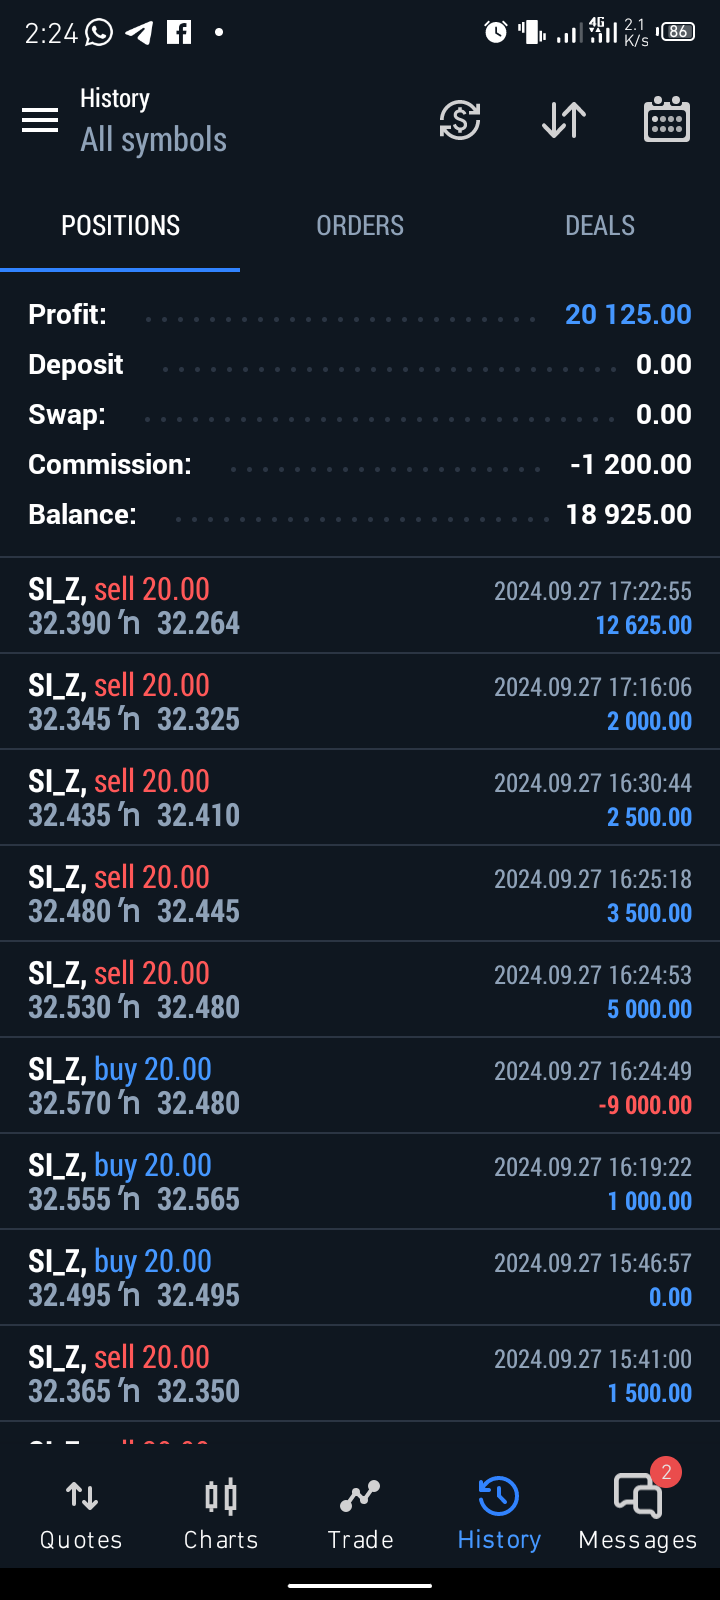 2:24
4G 2.1 K/s 86
History
All symbols
POSITIONS ORDERS DEALS
Profit: 20 125.00
Deposit 0.00
Swap: 0.00
Commission: -1 200.00
Balance: 18 925.00
SI_Z, sell 20.00 2024.09.27 17:22:55
32.390 'n 32.264 12 625.00
SI_Z, sell 20.00 2024.09.27 17:16:06
32.345 'n 32.325 2 000.00
SI_Z, sell 20.00 2024.09.27 16:30:44
32.435 'n 32.410 2 500.00
SI_Z, sell 20.00 2024.09.27 16:25:18
32.480 'n 32.445 3 500.00
SI_Z, sell 20.00 2024.09.27 16:24:53
32.530 'n 32.480 5 000.00
SI_Z, buy 20.00 2024.09.27 16:24:49
32.570 'n 32.480 -9 000.00
SI_Z, buy 20.00 2024.09.27 16:19:22
32.555 'n 32.565 1 000.00
SI_Z, buy 20.00 2024.09.27 15:46:57
32.495 'n 32.495 0.00
SI_Z, sell 20.00 2024.09.27 15:41:00
32.365 'n 32.350 1 500.00
2
Quotes Charts Trade History Messages